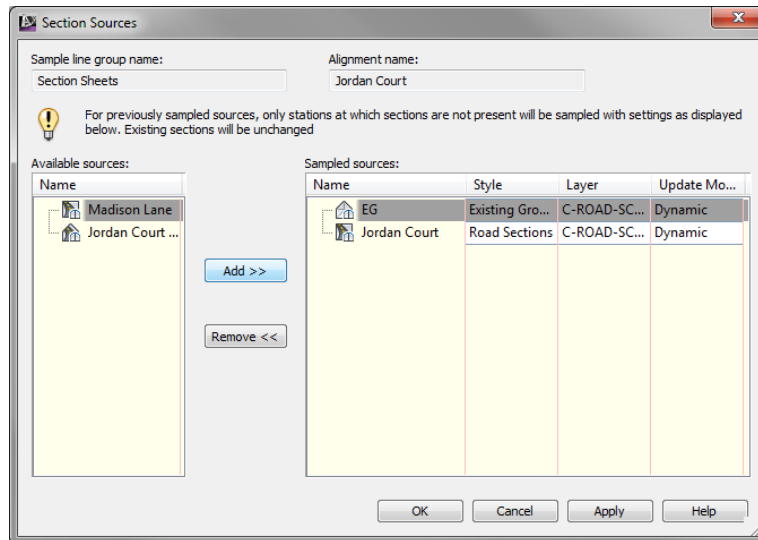 Section Sources
Sample line group name:
Alignment name:
Section Sheets
Jordan Court
For previously sampled sources, only stations at which sections are not present will be sampled with settings as displayed
below. Existing sections will be unchanged
Available sources:
Sampled sources:
Name
Name Style Layer Update Mo...
Madison Lane
EG Existing Gro... C-ROAD-SC... Dynamic
Jordan Court ...
Jordan Court Road Sections C-ROAD-SC... Dynamic
Add >>
Remove <<
OK Cancel Apply Help